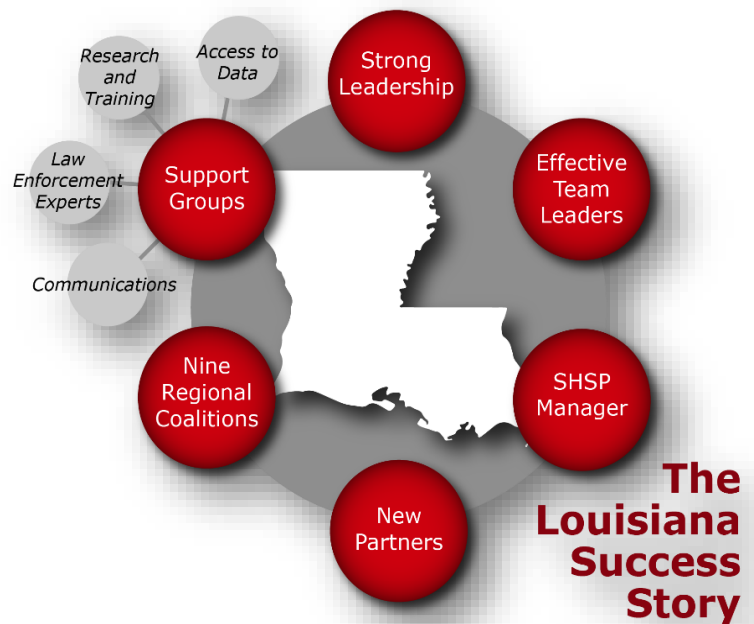 Strong
Leadership
Effective
Team
Leaders
SHSP
Manager
New
Partners
Nine
Regional
Coalitions
Support
Groups
Communications
Law
Enforcement
Experts
Research
and
Training
Access to
Data
The
Louisiana
Success
Story